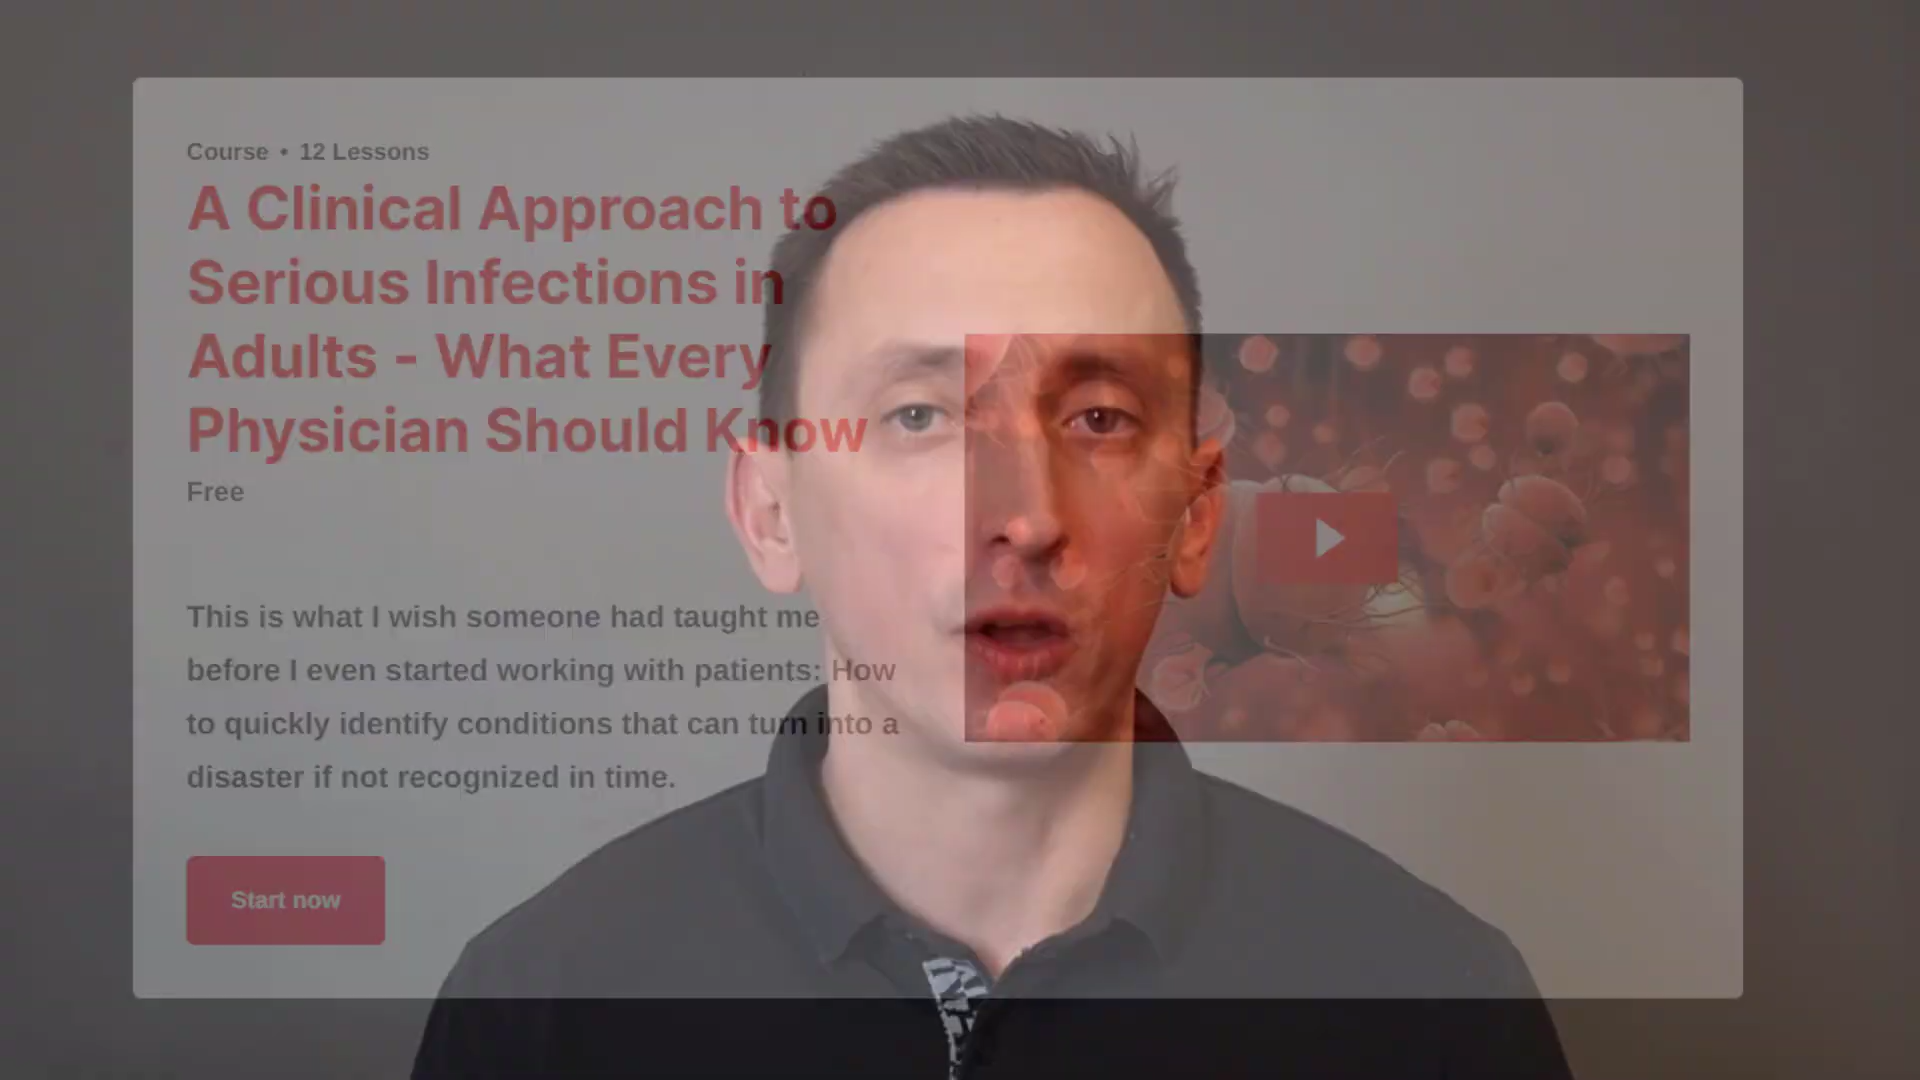 Course • 12 Lessons
A Clinical Approach to
Serious Infections in
Adults - What Every
Physician Should Know
Free
This is what I wish someone had taught me
before I even started working with patients: How
to quickly identify conditions that can turn into a
disaster if not recognized in time.
Start now